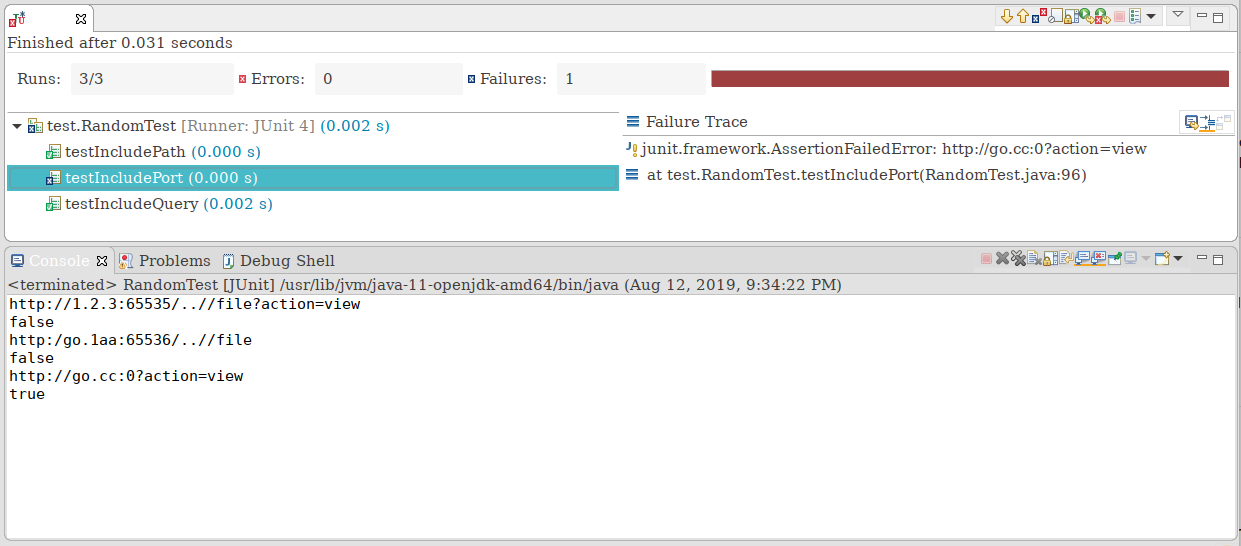 Finished after 0.031 seconds
Runs: 3/3 Errors: 0 Failures: 1
test.RandomTest [Runner: JUnit 4] (0.002 s)
testIncludePath (0.000 s)
testIncludePort (0.000 s)
testIncludeQuery (0.002 s)
Failure Trace
junit.framework.AssertionFailedError: http://go.cc:0?action=view
at test.RandomTest.testIncludePort(RandomTest.java:96)
Console Problems Debug Shell
<terminated> RandomTest [JUnit] /usr/lib/jvm/java-11-openjdk-amd64/bin/java (Aug 12, 2019, 9:34:22 PM)
http://1.2.3:65535/..//file?action=view
false
http:/go.1aa:65536/..//file
false
http://go.cc:0?action=view
true